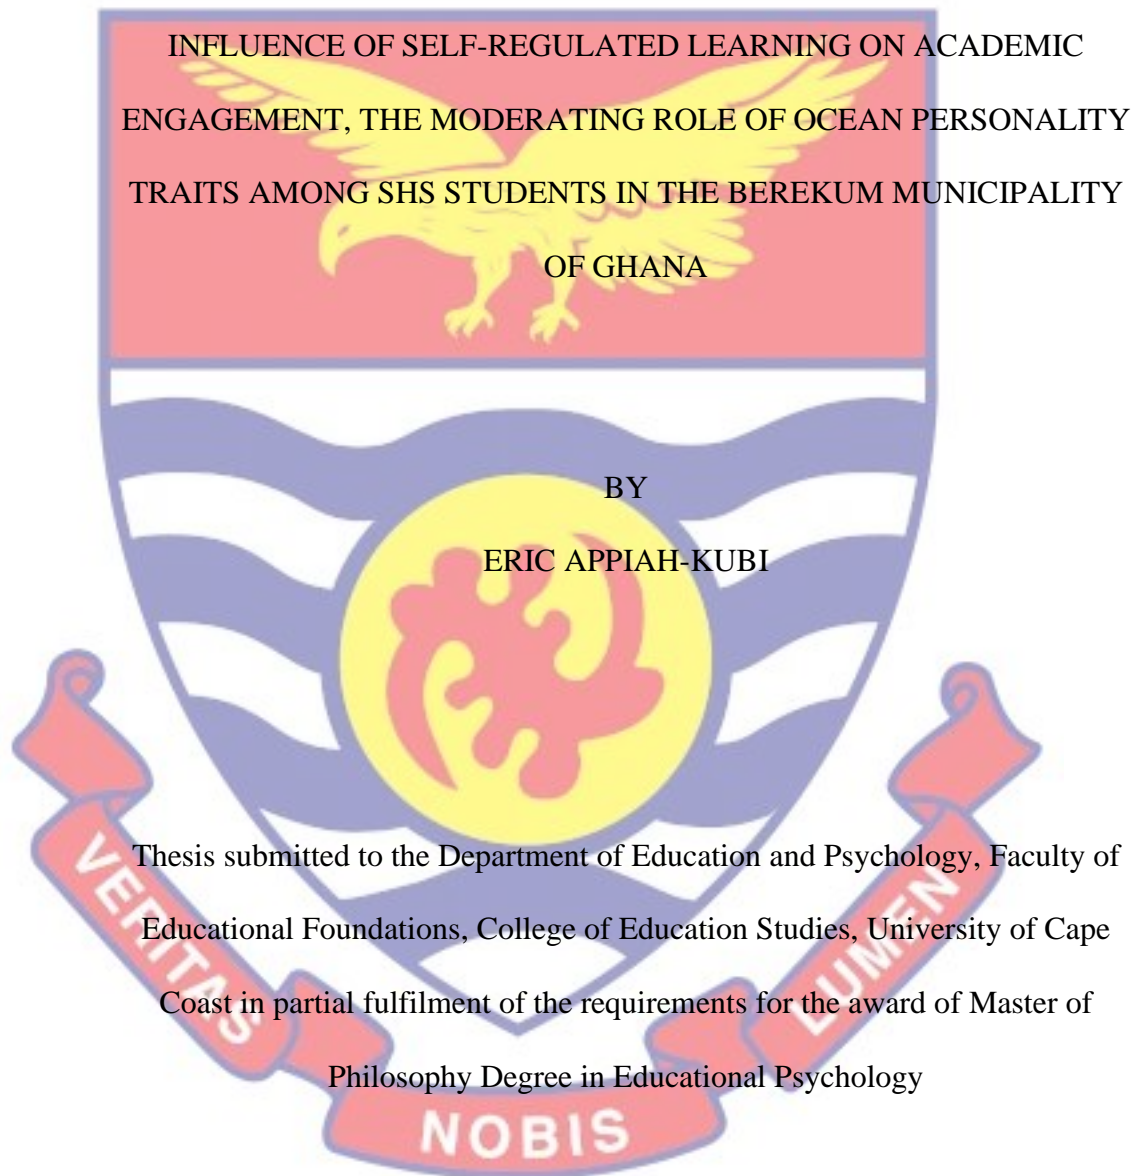 INFLUENCE OF SELF-REGULATED LEARNING ON ACADEMIC
ENGAGEMENT, THE MODERATING ROLE OF OCEAN PERSONALITY
TRAITS AMONG SHS STUDENTS IN THE BEREKUM MUNICIPALITY
OF GHANA
BY
ERIC APPIAH-KUBI
Thesis submitted to the Department of Education and Psychology, Faculty of
Educational Foundations, College of Education Studies, University of Cape
Coast in partial fulfilment of the requirements for the award of Master of
Philosophy Degree in Educational Psychology
VERITAS
NOBIS
LUMEN